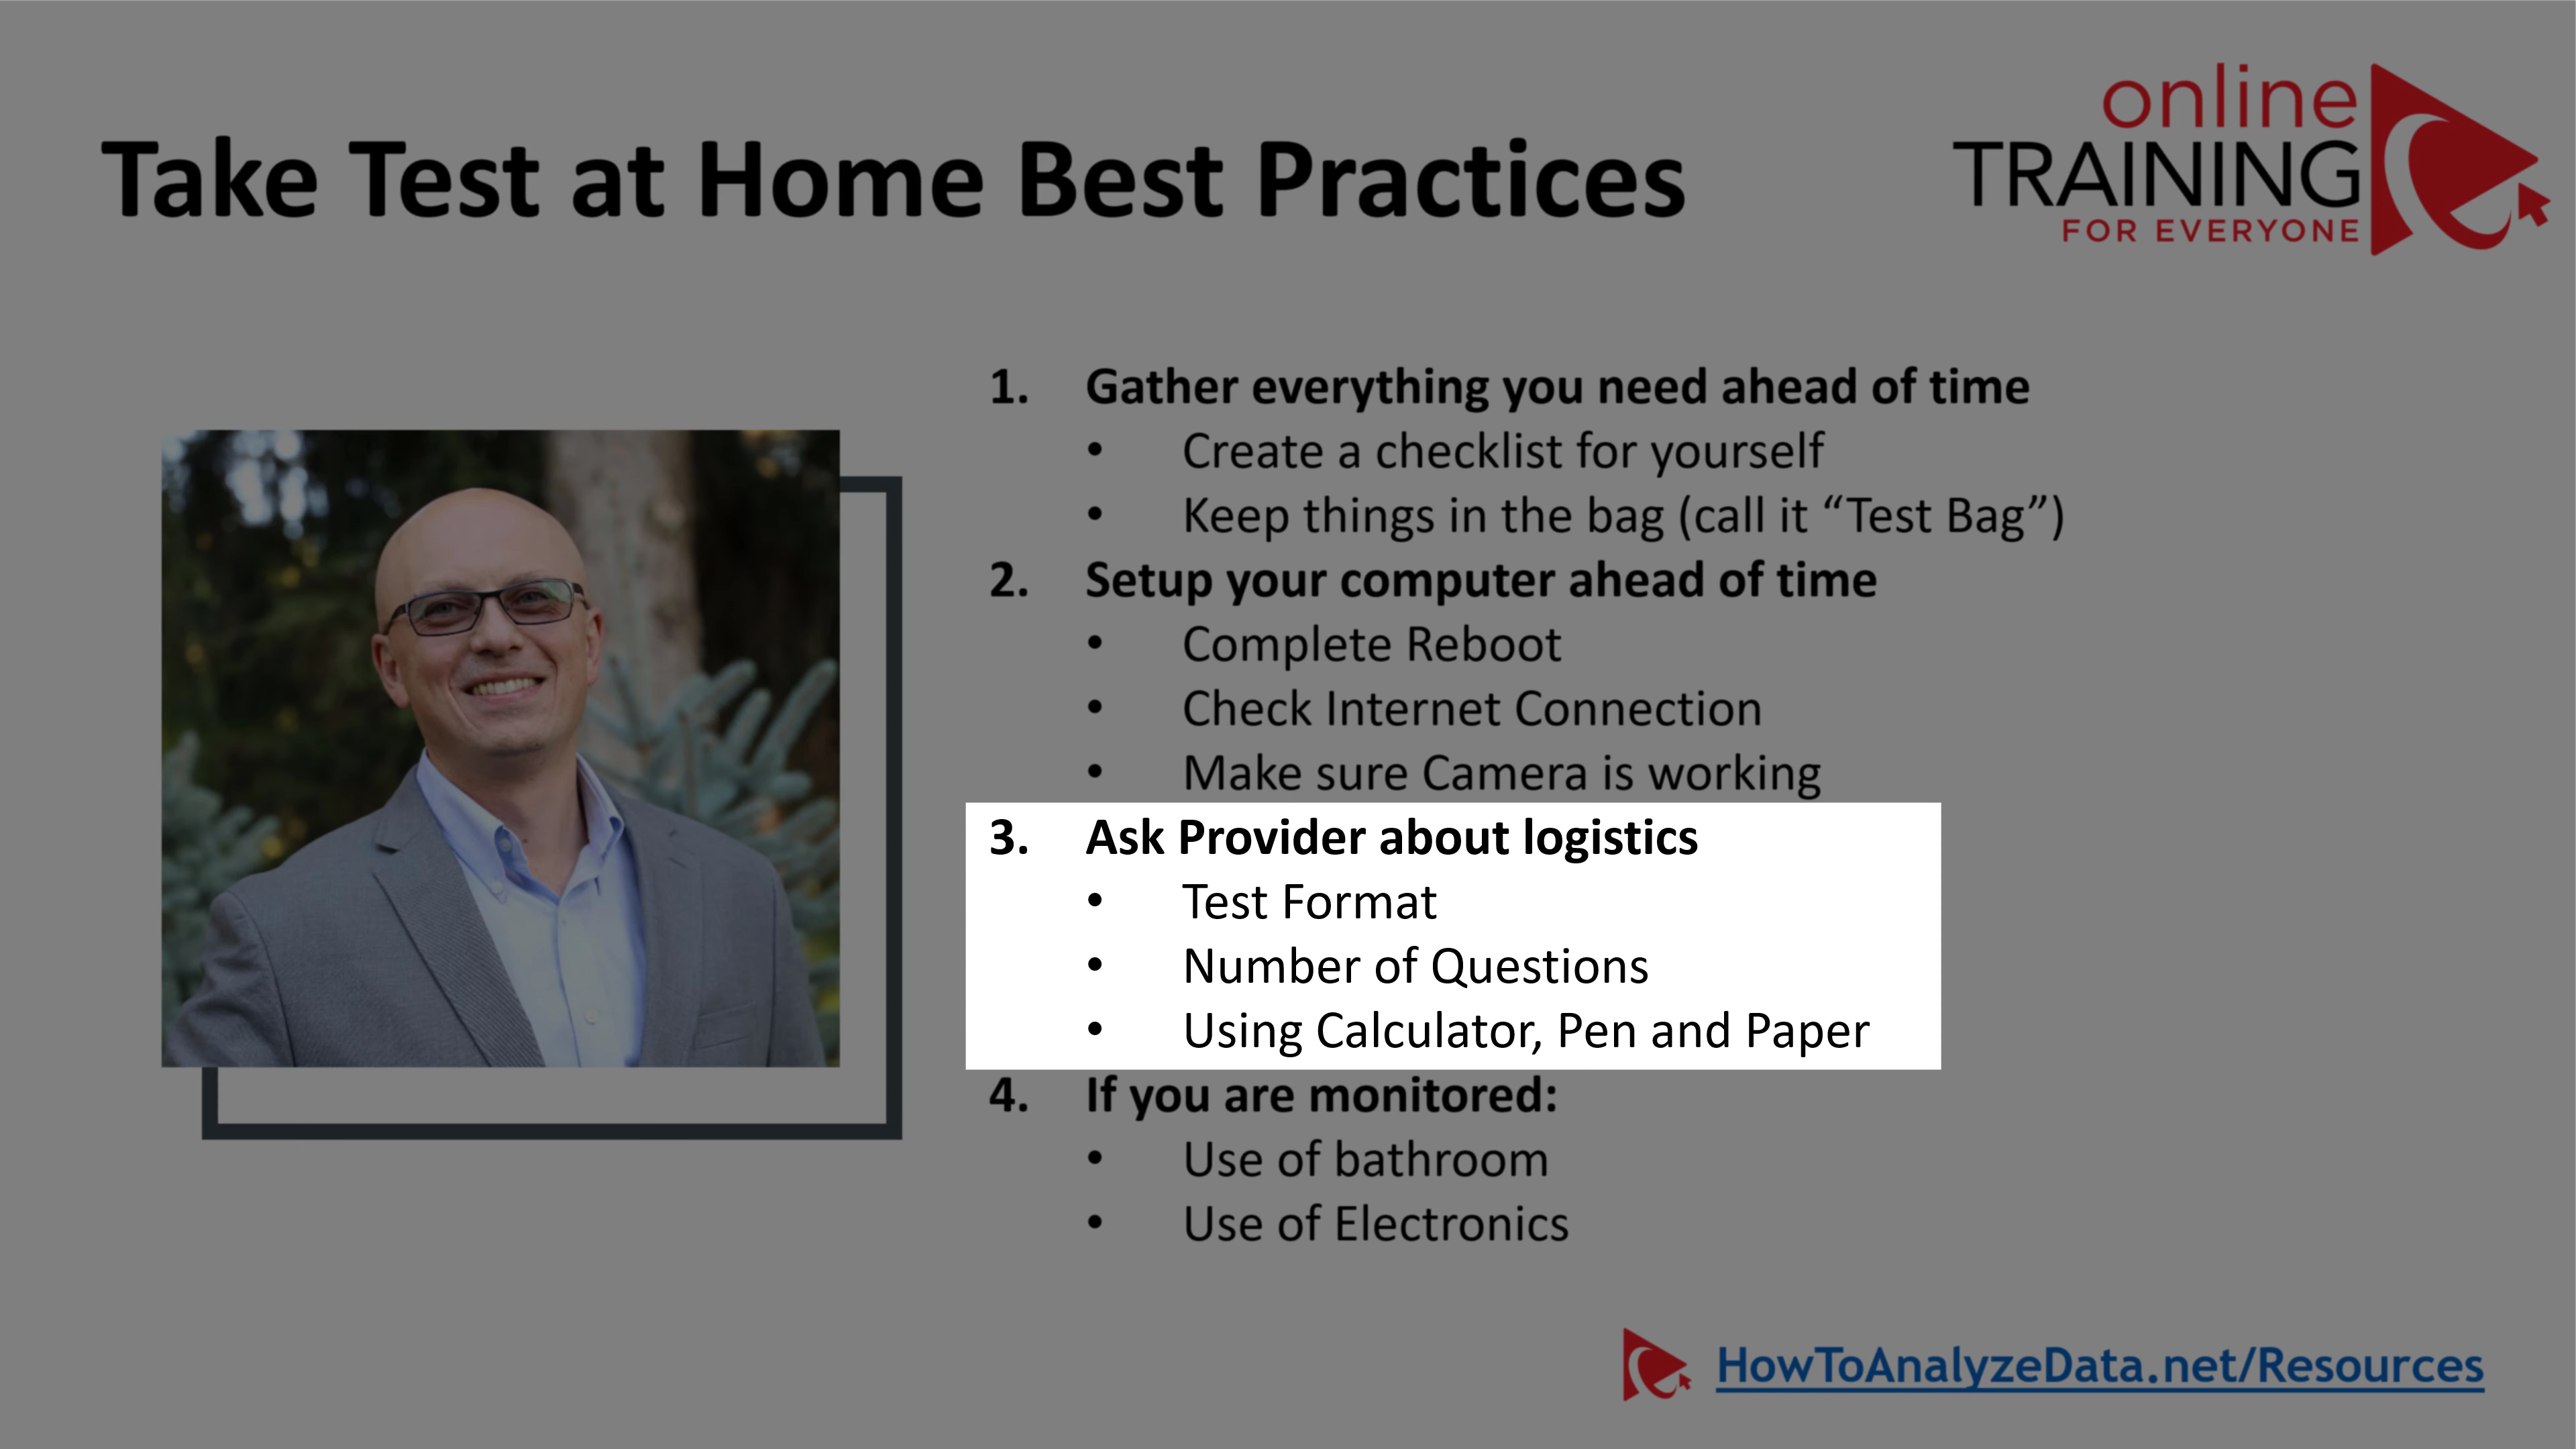 Take Test at Home Best Practices
online
TRAINING
FOR EVERYONE
1. Gather everything you need ahead of time
• Create a checklist for yourself
• Keep things in the bag (call it “Test Bag”)
2. Setup your computer ahead of time
• Complete Reboot
• Check Internet Connection
• Make sure Camera is working
3. Ask Provider about logistics
• Test Format
• Number of Questions
• Using Calculator, Pen and Paper
4. If you are monitored:
• Use of bathroom
• Use of Electronics
HowToAnalyzeData.net/Resources